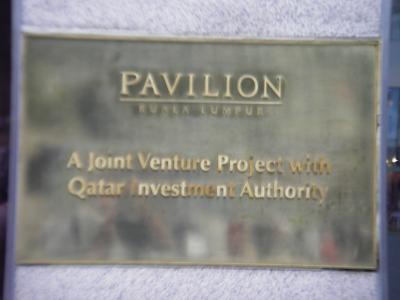 PAVILION
KUALA LUMPUR
A Joint Venture Project with
Qatar Investment Authority